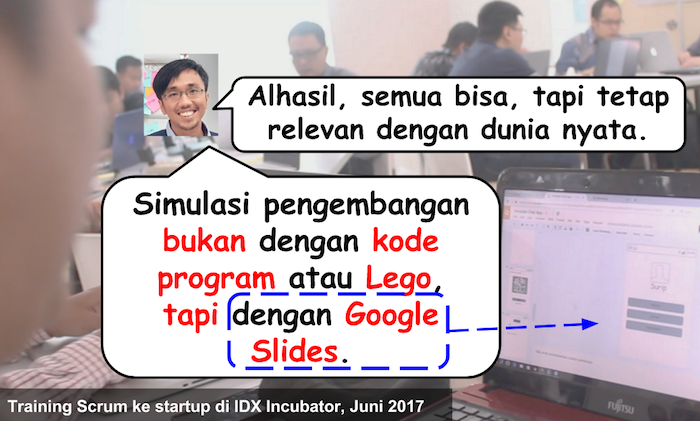 Alhasil, semua bisa, tapi tetap
relevan dengan dunia nyata.
Simulasi pengembangan
bukan dengan kode
program atau Lego,
tapi dengan Google
Slides.
Surip
FUJITSU
Training Scrum ke startup di IDX Incubator, Juni 2017